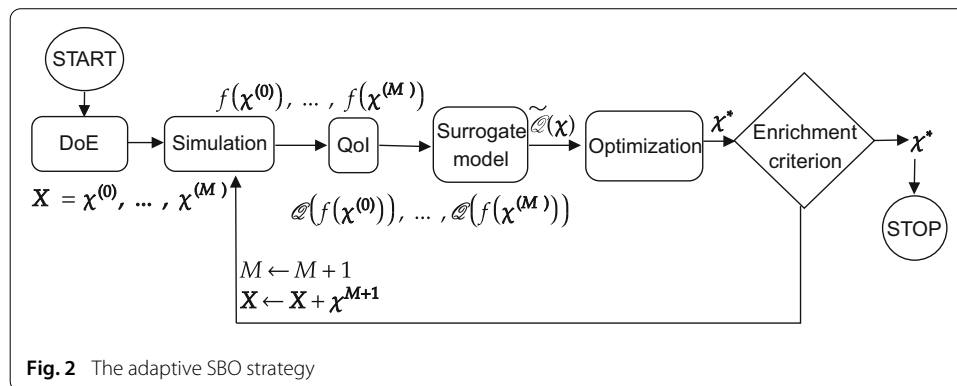 START
f(χ^(0)), ... , f(χ^(M))
𝒬̃(χ)
χ*
DoE
Simulation
QoI
Surrogate
model
Optimization
Enrichment
criterion
χ*
X = χ^(0), ... , χ^(M)
𝒬(f(χ^(0))), ... , 𝒬(f(χ^(M)))
STOP
M ← M + 1
X ← X + χ^M+1
Fig. 2 The adaptive SBO strategy